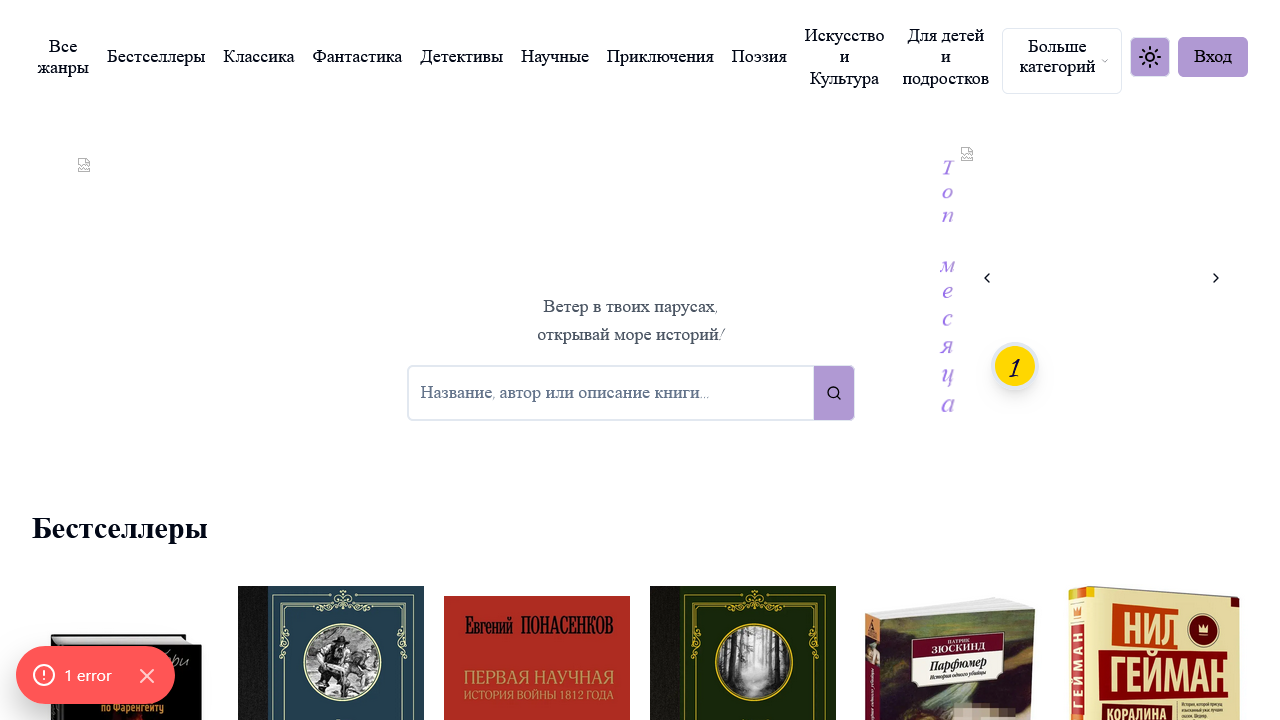 Все
жанры
Бестселлеры
Классика
Фантастика
Детективы
Научные
Приключения
Поэзия
Искусство
и
Культура
Для детей
и
подростков
Больше
категорий
Вход
Топ месяца
Ветер в твоих парусах,
открывай море историй!
1
Название, автор или описание книги...
Бестселлеры
по Фаренгейту
Евгений ПОНАСЕНКОВ
ПЕРВАЯ НАУЧНАЯ
ИСТОРИЯ ВОЙНЫ 1812 ГОДА
ПАТРИК
ЗЮСКИНД
Парфюмер
История одного убийцы
НИЛ
ГЕЙМАН
ГЕЙМАН
КОРАЛИНА
1 error